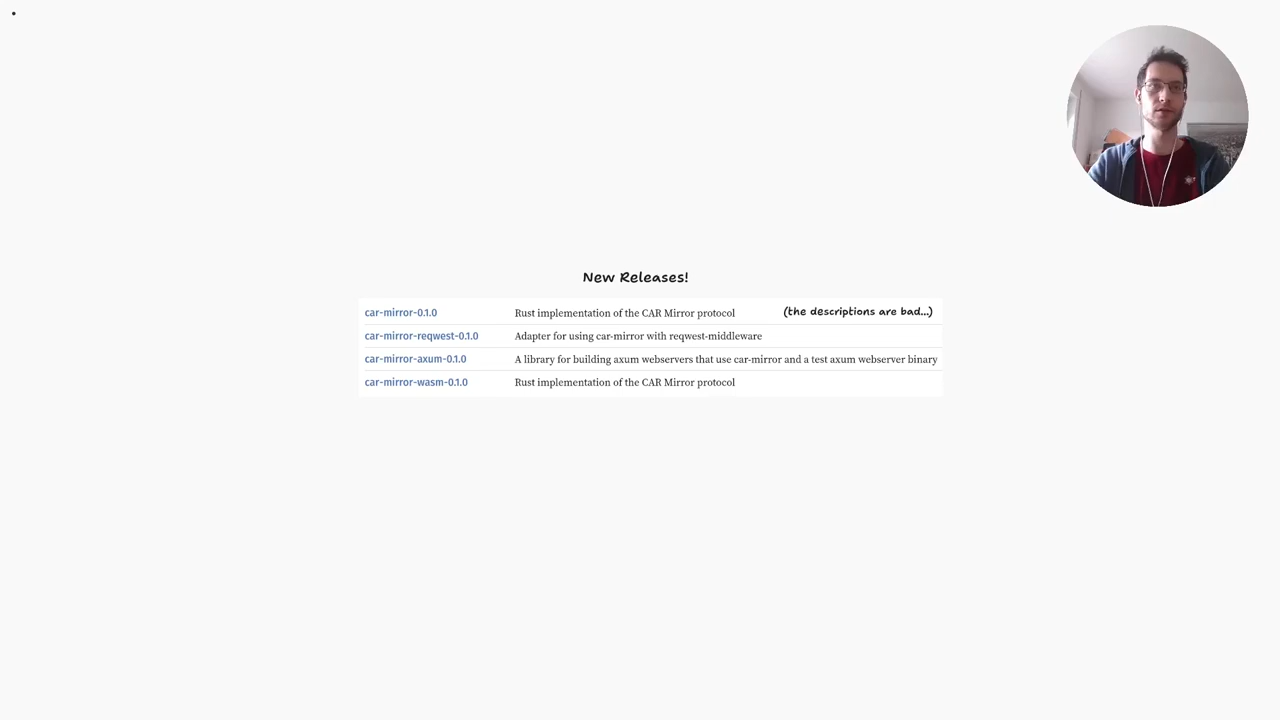 New Releases!
car-mirror-0.1.0 Rust implementation of the CAR Mirror protocol (the descriptions are bad...)
car-mirror-reqwest-0.1.0 Adapter for using car-mirror with reqwest-middleware
car-mirror-axum-0.1.0 A library for building axum webservers that use car-mirror and a test axum webserver binary
car-mirror-wasm-0.1.0 Rust implementation of the CAR Mirror protocol